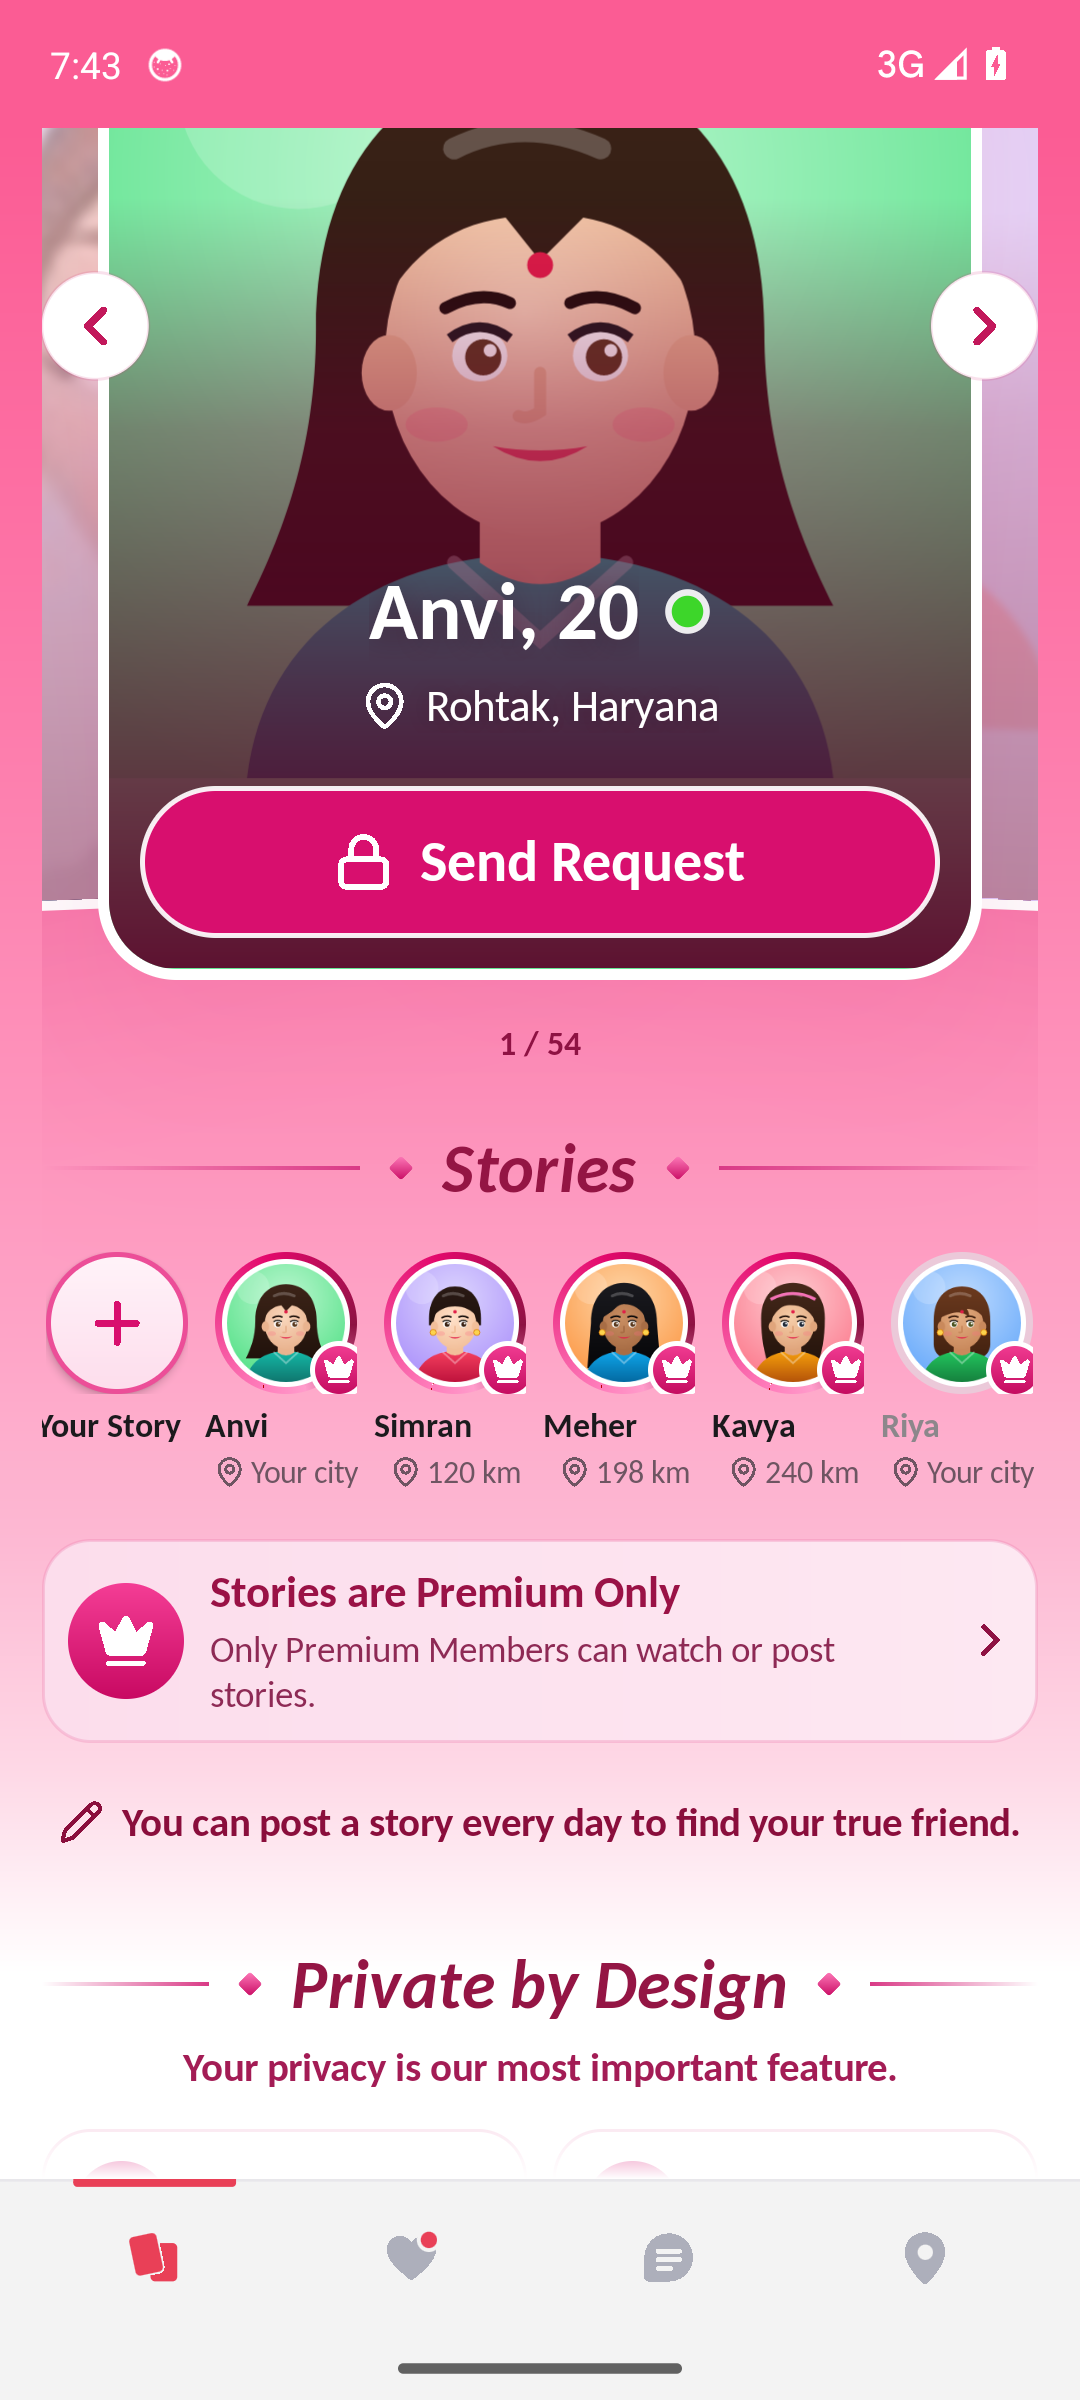 7:43
3G
Anvi, 20
Rohtak, Haryana
Send Request
1 / 54
Stories
Your Story
Anvi
Simran
Meher
Kavya
Riya
Your city
120 km
198 km
240 km
Your city
Stories are Premium Only
Only Premium Members can watch or post
stories.
You can post a story every day to find your true friend.
Private by Design
Your privacy is our most important feature.